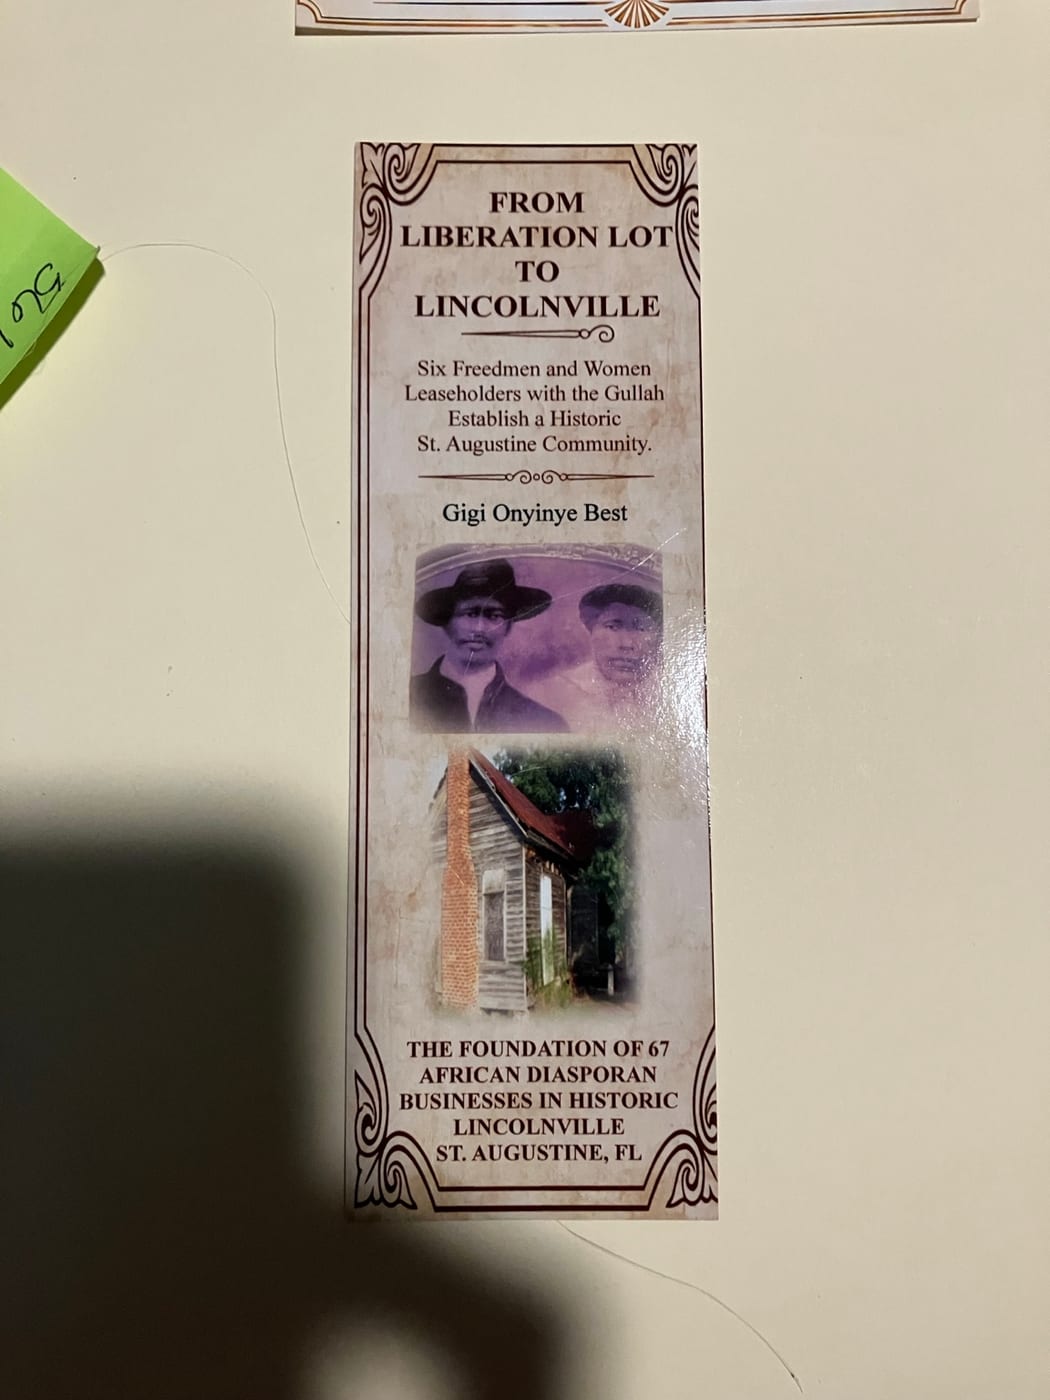 FROM
LIBERATION LOT
TO
LINCOLNVILLE
Six Freedmen and Women
Leaseholders with the Gullah
Establish a Historic
St. Augustine Community.
Gigi Onyinye Best
THE FOUNDATION OF 67
AFRICAN DIASPORAN
BUSINESSES IN HISTORIC
LINCOLNVILLE
ST. AUGUSTINE, FL